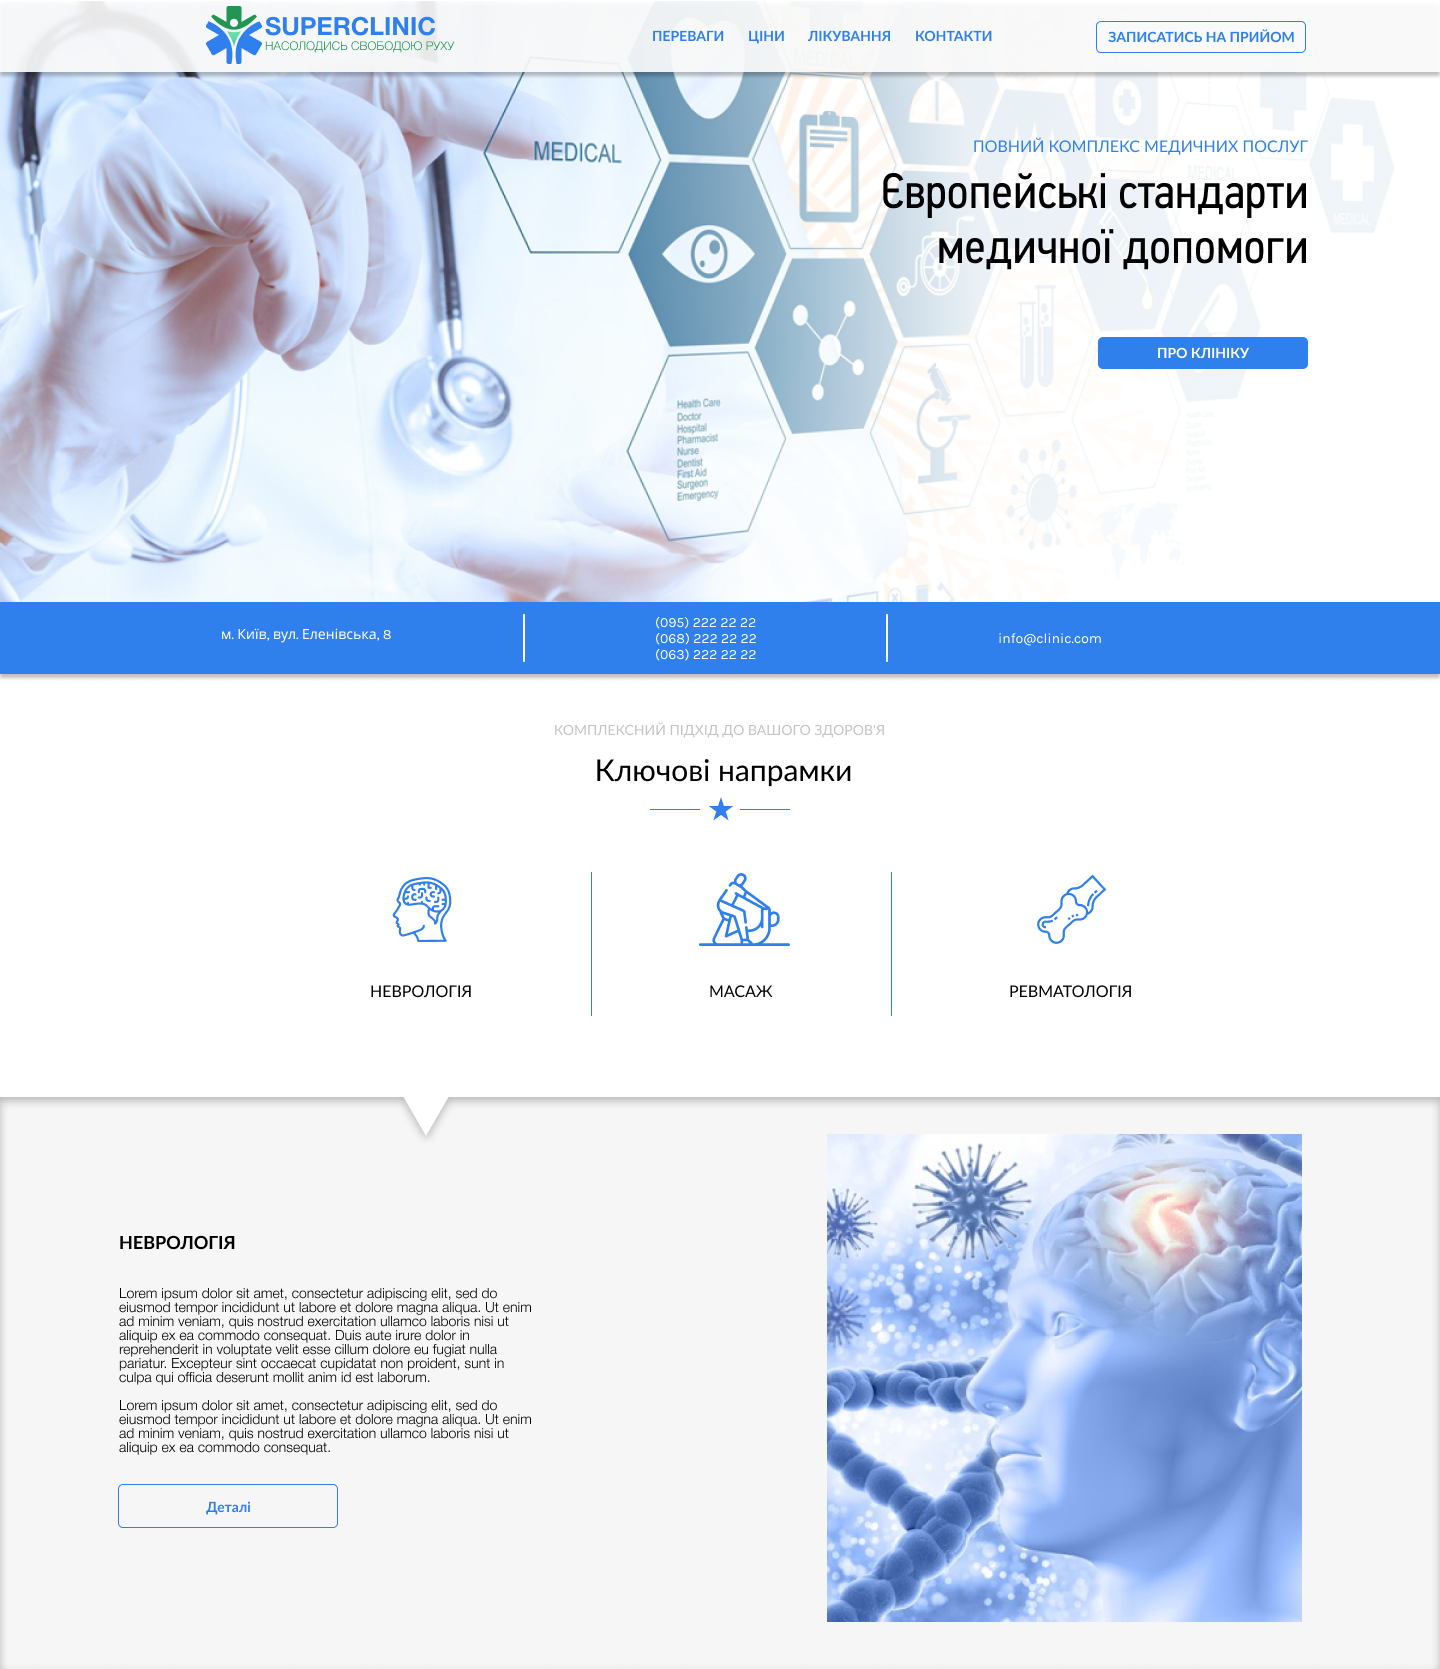 SUPERCLINIC
НАСОЛОДИСЬ СВОБОДОЮ РУХУ
ПЕРЕВАГИ ЦІНИ ЛІКУВАННЯ КОНТАКТИ
ЗАПИСАТИСЬ НА ПРИЙОМ
MEDICAL
MEDICAL
ПОВНИЙ КОМПЛЕКС МЕДИЧНИХ ПОСЛУГ
MEDICAL
MEDICAL
Європейські стандарти
медичної допомоги
ПРО КЛІНІКУ
Health Care
Doctor
Hospital
Pharmacist
Nurse
Dentist
First Aid
Surgeon
Emergency
м. Київ, вул. Еленівська, 8
(095) 222 22 22
(068) 222 22 22
(063) 222 22 22
info@clinic.com
КОМПЛЕКСНИЙ ПІДХІД ДО ВАШОГО ЗДОРОВ'Я
Ключові напрамки
НЕВРОЛОГІЯ
МАСАЖ
РЕВМАТОЛОГІЯ
НЕВРОЛОГІЯ
Lorem ipsum dolor sit amet, consectetur adipiscing elit, sed do
eiusmod tempor incididunt ut labore et dolore magna aliqua. Ut enim
ad minim veniam, quis nostrud exercitation ullamco laboris nisi ut
aliquip ex ea commodo consequat. Duis aute irure dolor in
reprehenderit in voluptate velit esse cillum dolore eu fugiat nulla
pariatur. Excepteur sint occaecat cupidatat non proident, sunt in
culpa qui officia deserunt mollit anim id est laborum.
Lorem ipsum dolor sit amet, consectetur adipiscing elit, sed do
eiusmod tempor incididunt ut labore et dolore magna aliqua. Ut enim
ad minim veniam, quis nostrud exercitation ullamco laboris nisi ut
aliquip ex ea commodo consequat.
Деталі